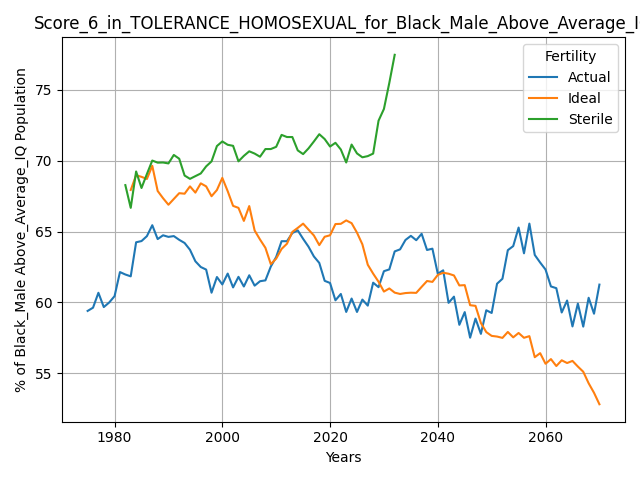 Score_6_in_TOLERANCE_HOMOSEXUAL_for_Black_Male_Above_Average_I
% of Black_Male Above_Average_IQ Population
75
70
65
60
55
Fertility
Actual
Ideal
Sterile
1980
2000
2020
2040
2060
Years